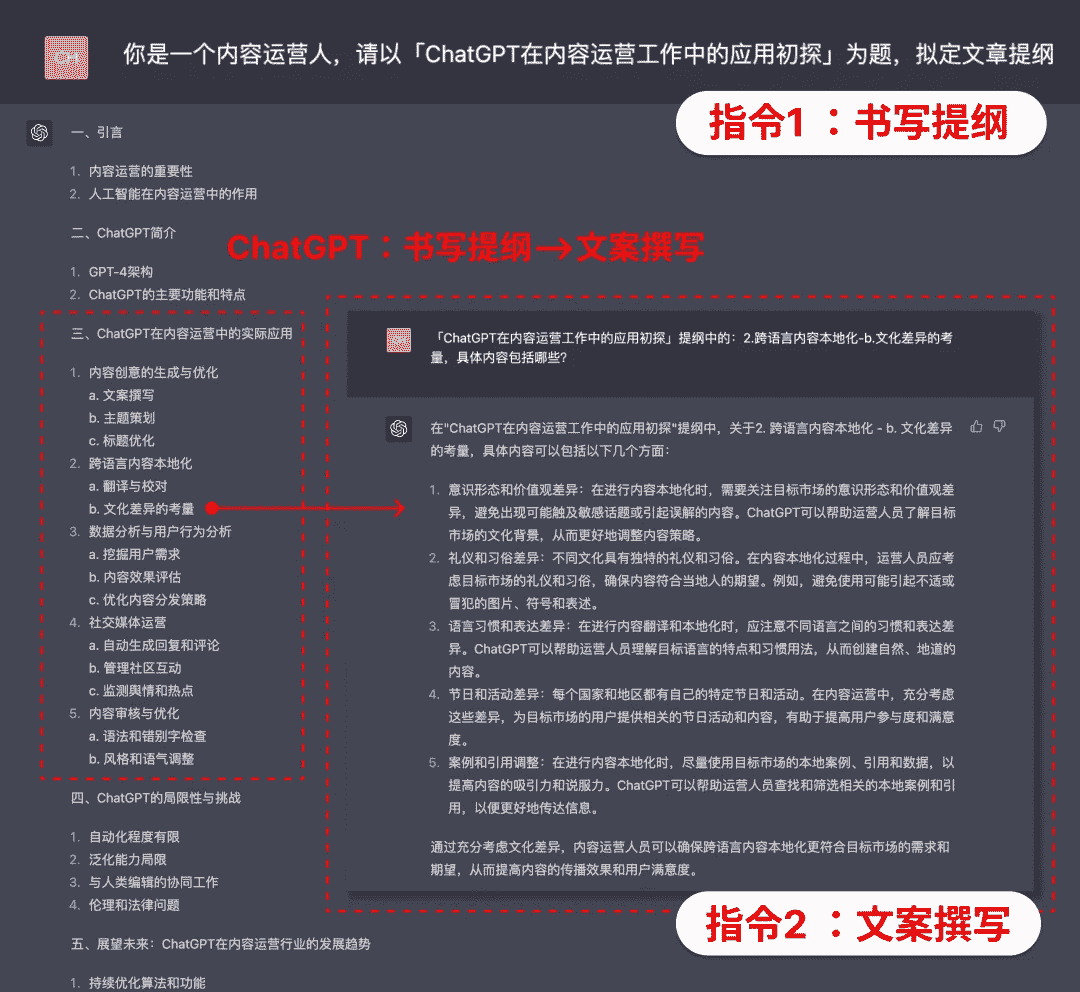 你是一个内容运营人，请以「ChatGPT在内容运营工作中的应用初探」为题，拟定文章提纲
指令1：书写提纲
一、引言
1. 内容运营的重要性
2. 人工智能在内容运营中的作用
二、ChatGPT简介
ChatGPT：书写提纲→文案撰写
1. GPT-4架构
2. ChatGPT的主要功能和特点
三、ChatGPT在内容运营中的实际应用
1. 内容创意的生成与优化
a. 文案撰写
b. 主题策划
c. 标题优化
2. 跨语言内容本地化
a. 翻译与校对
b. 文化差异的考量
3. 数据分析与用户行为分析
a. 挖掘用户需求
b. 内容效果评估
c. 优化内容分发策略
4. 社交媒体运营
a. 自动生成回复和评论
b. 管理社区互动
c. 监测舆情和热点
5. 内容审核与优化
a. 语法和错别字检查
b. 风格和语气调整
四、ChatGPT的局限性与挑战
1. 自动化程度有限
2. 泛化能力局限
3. 与人类编辑的协同工作
4. 伦理和法律问题
五、展望未来：ChatGPT在内容运营行业的发展趋势
1. 持续优化算法和功能
「ChatGPT在内容运营工作中的应用初探」提纲中的：2.跨语言内容本地化-b.文化差异的考
量，具体内容包括哪些?
在"ChatGPT在内容运营工作中的应用初探"提纲中，关于2. 跨语言内容本地化 - b. 文化差异
的考量，具体内容可以包括以下几个方面：
1. 意识形态和价值观差异：在进行内容本地化时，需要关注目标市场的意识形态和价值观差
异，避免出现可能触及敏感话题或引起误解的内容。ChatGPT可以帮助运营人员了解目标
市场的文化背景，从而更好地调整内容策略。
2. 礼仪和习俗差异：不同文化具有独特的礼仪和习俗。在内容本地化过程中，运营人员应考
虑目标市场的礼仪和习俗，确保内容符合当地人的期望。例如，避免使用可能引起不适或
冒犯的图片、符号和表述。
3. 语言习惯和表达差异：在进行内容翻译和本地化时，应注意不同语言之间的习惯和表达差
异。ChatGPT可以帮助运营人员理解目标语言的特点和习惯用法，从而创建自然、地道的
内容。
4. 节日和活动差异：每个国家和地区都有自己的特定节日和活动。在内容运营中，充分考虑
这些差异，为目标市场的用户提供相关的节日活动和内容，有助于提高用户参与度和满意
度。
5. 案例和引用调整：在进行内容本地化时，尽量使用目标市场的本地案例、引用和数据，以
提高内容的吸引力和说服力。ChatGPT可以帮助运营人员查找和筛选相关的本地案例和引
用，以便更好地传达信息。
通过充分考虑文化差异，内容运营人员可以确保跨语言内容本地化更符合目标市场的需求和
期望，从而提高内容的传播效果和用户满意度。
指令2：文案撰写